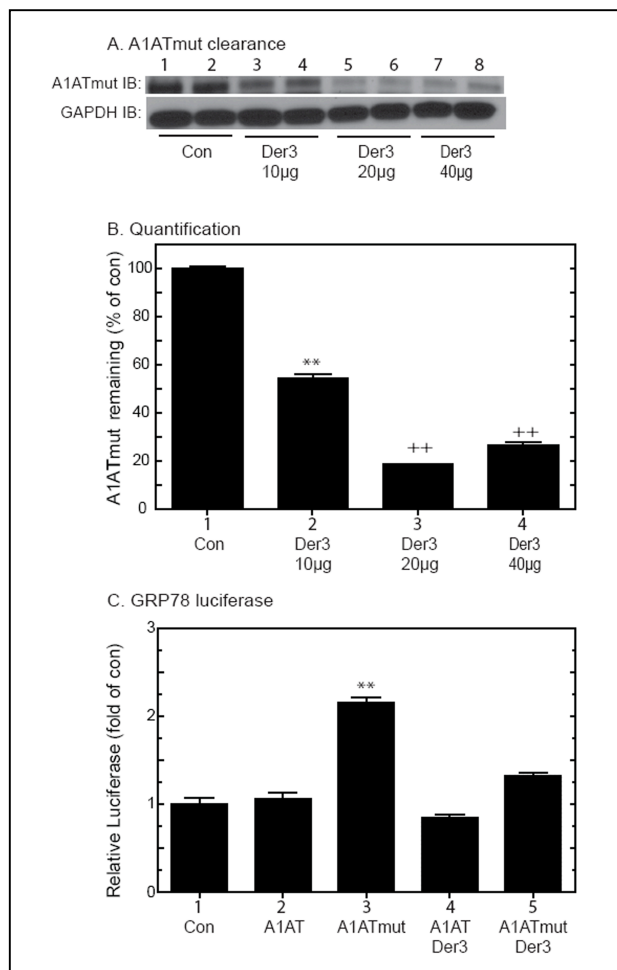 A. A1ATmut clearance
1 2 3 4 5 6 7 8
A1ATmut IB:
GAPDH IB:
Con Der3 Der3 Der3
10µg 20µg 40µg
B. Quantification
A1ATmut remaining (% of con)
100
80
60
40
20
0
**
++
++
1 2 3 4
Con Der3 Der3 Der3
10µg 20µg 40µg
C. GRP78 luciferase
Relative Luciferase (fold of con)
3
2
1
0
**
1 2 3 4 5
Con A1AT A1ATmut A1AT A1ATmut
Der3 Der3